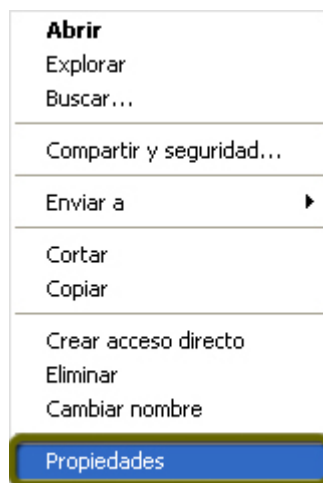 Abrir
Explorar
Buscar...
Compartir y seguridad...
Enviar a
Cortar
Copiar
Crear acceso directo
Eliminar
Cambiar nombre
Propiedades